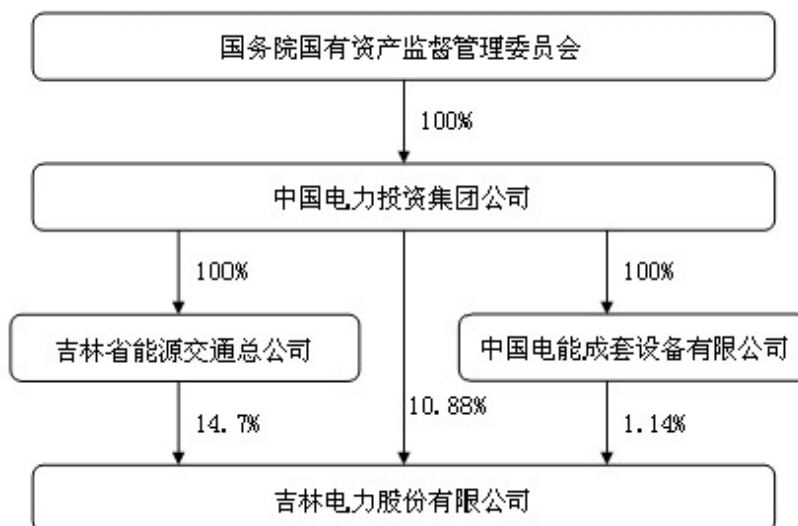 国务院国有资产监督管理委员会
100%
中国电力投资集团公司
100%
100%
吉林省能源交通总公司
中国电能成套设备有限公司
14.7%
10.88%
1.14%
吉林电力股份有限公司